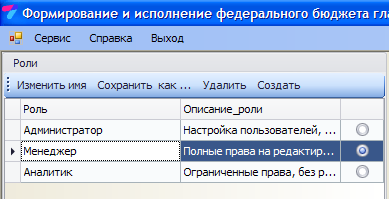 Формирование и исполнение федерального бюджета гла
Сервис Справка Выход
Роли
Изменить имя Сохранить как ... Удалить Создать
Роль Описание_роли
Администратор Настройка пользователей, ...
Менеджер Полные права на редактир...
Аналитик Ограниченные права, без р...